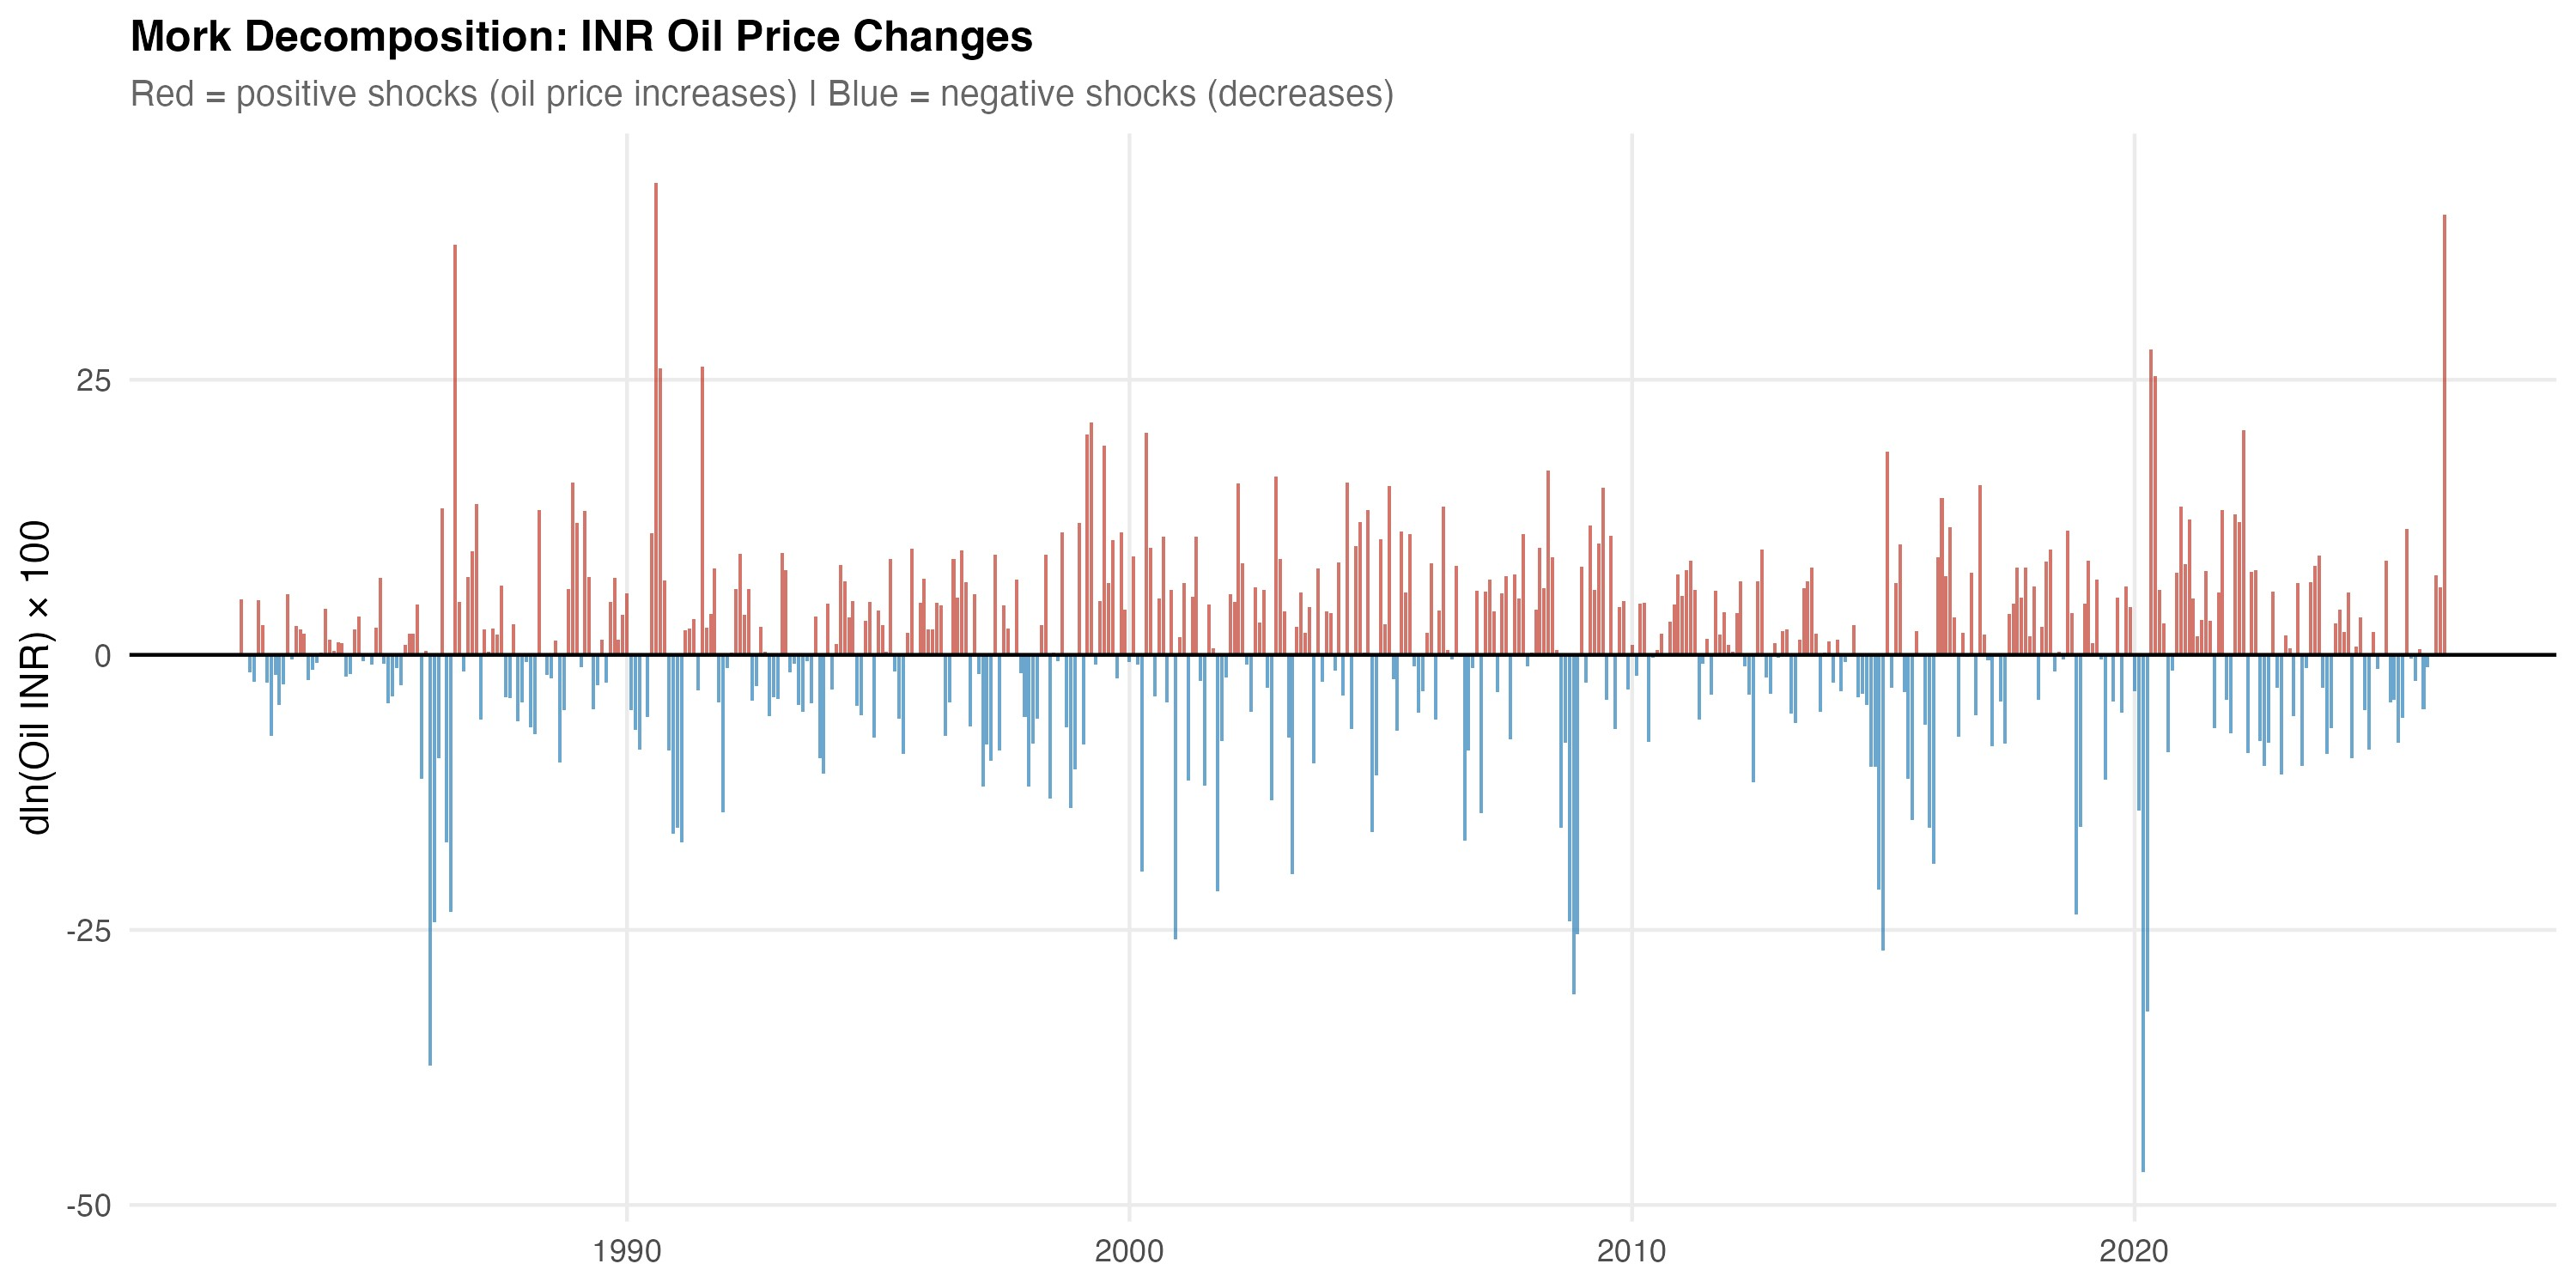 Mork Decomposition: INR Oil Price Changes
Red = positive shocks (oil price increases) | Blue = negative shocks (decreases)
dln(Oil INR) × 100
25
0
-25
-50
1990
2000
2010
2020